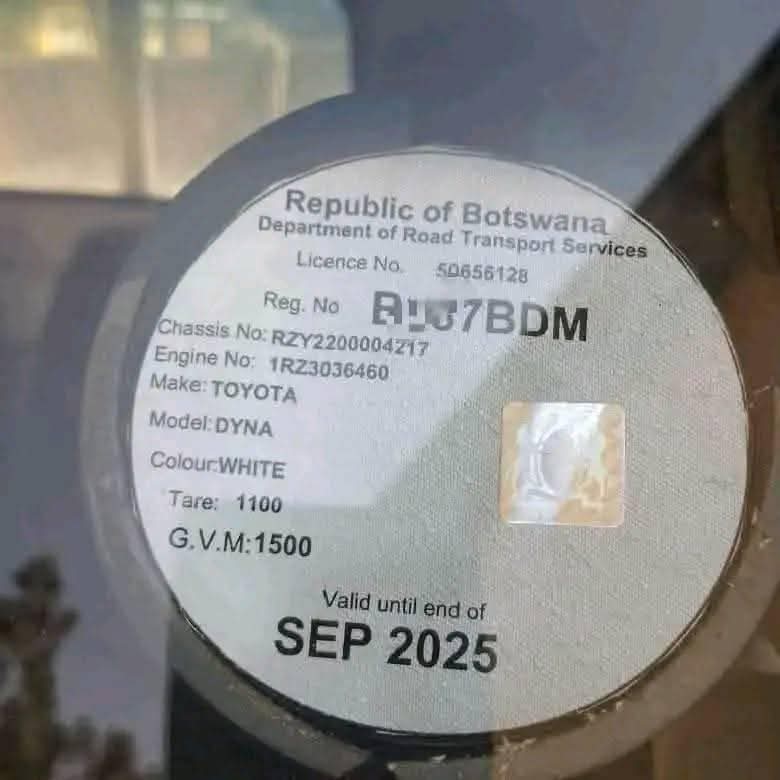 Republic of Botswana
Department of Road Transport Services
Licence No. 50656128
Reg. No
Chassis No: RZY2200004217
Engine No: 1RZ3036460
Make: TOYOTA
Model: DYNA
Colour: WHITE
Tare: 1100
G.V.M: 1500
Valid until end of
SEP 2025